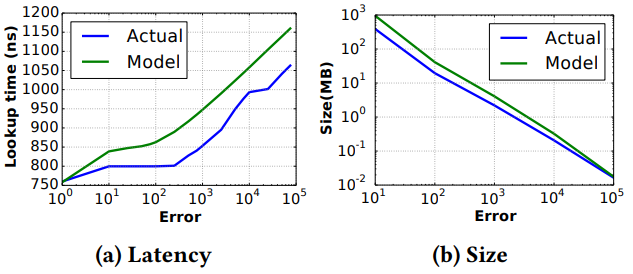 1200
1150
1100
1050
1000
950
900
850
800
750
Lookup time (ns)
Actual
Model
10^0 10^1 10^2 10^3 10^4 10^5
Error
(a) Latency
10^3
10^2
10^1
10^0
10^-1
10^-2
Size(MB)
Actual
Model
10^1 10^2 10^3 10^4 10^5
Error
(b) Size